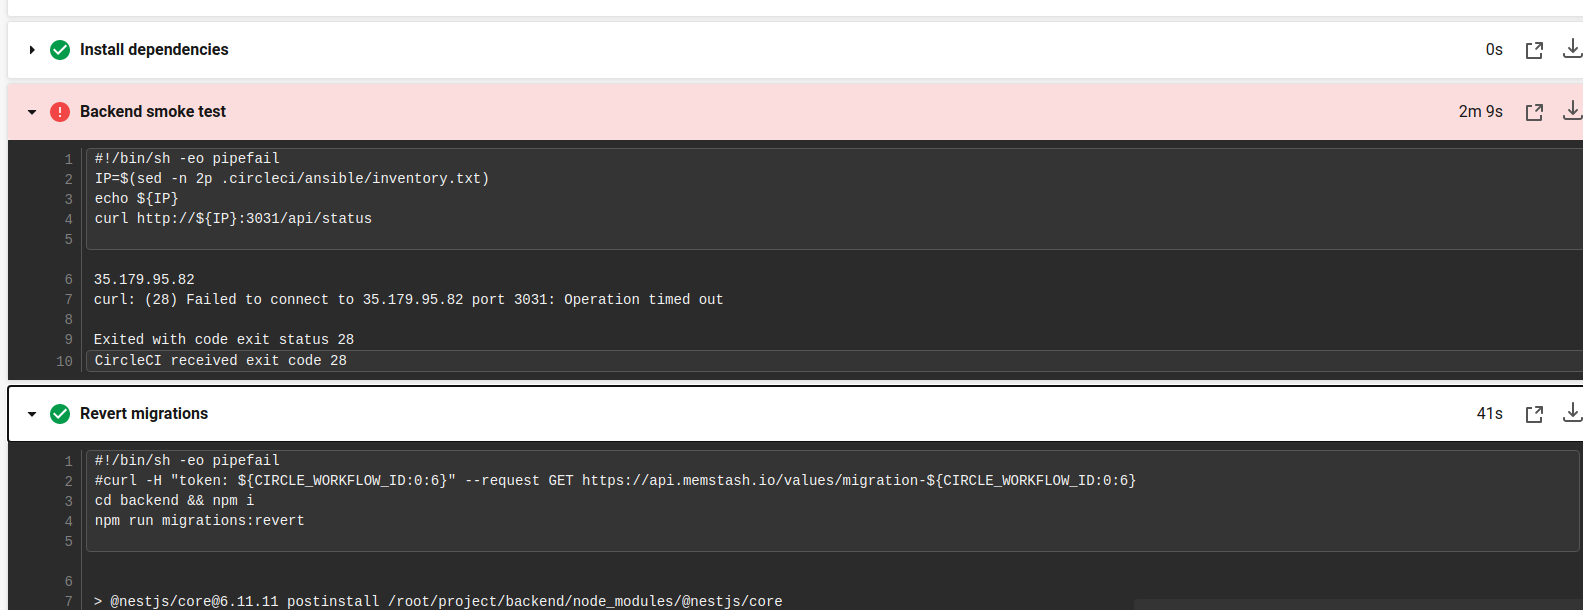 Install dependencies 0s
Backend smoke test 2m 9s
1 #!/bin/sh -eo pipefail
2 IP=$(sed -n 2p .circleci/ansible/inventory.txt)
3 echo ${IP}
4 curl http://${IP}:3031/api/status
5
6 35.179.95.82
7 curl: (28) Failed to connect to 35.179.95.82 port 3031: Operation timed out
8
9 Exited with code exit status 28
10 CircleCI received exit code 28
Revert migrations 41s
1 #!/bin/sh -eo pipefail
2 #curl -H "token: ${CIRCLE_WORKFLOW_ID:0:6}" --request GET https://api.memstash.io/values/migration-${CIRCLE_WORKFLOW_ID:0:6}
3 cd backend && npm i
4 npm run migrations:revert
5
6
7 > @nestjs/core@6.11.11 postinstall /root/project/backend/node_modules/@nestjs/core